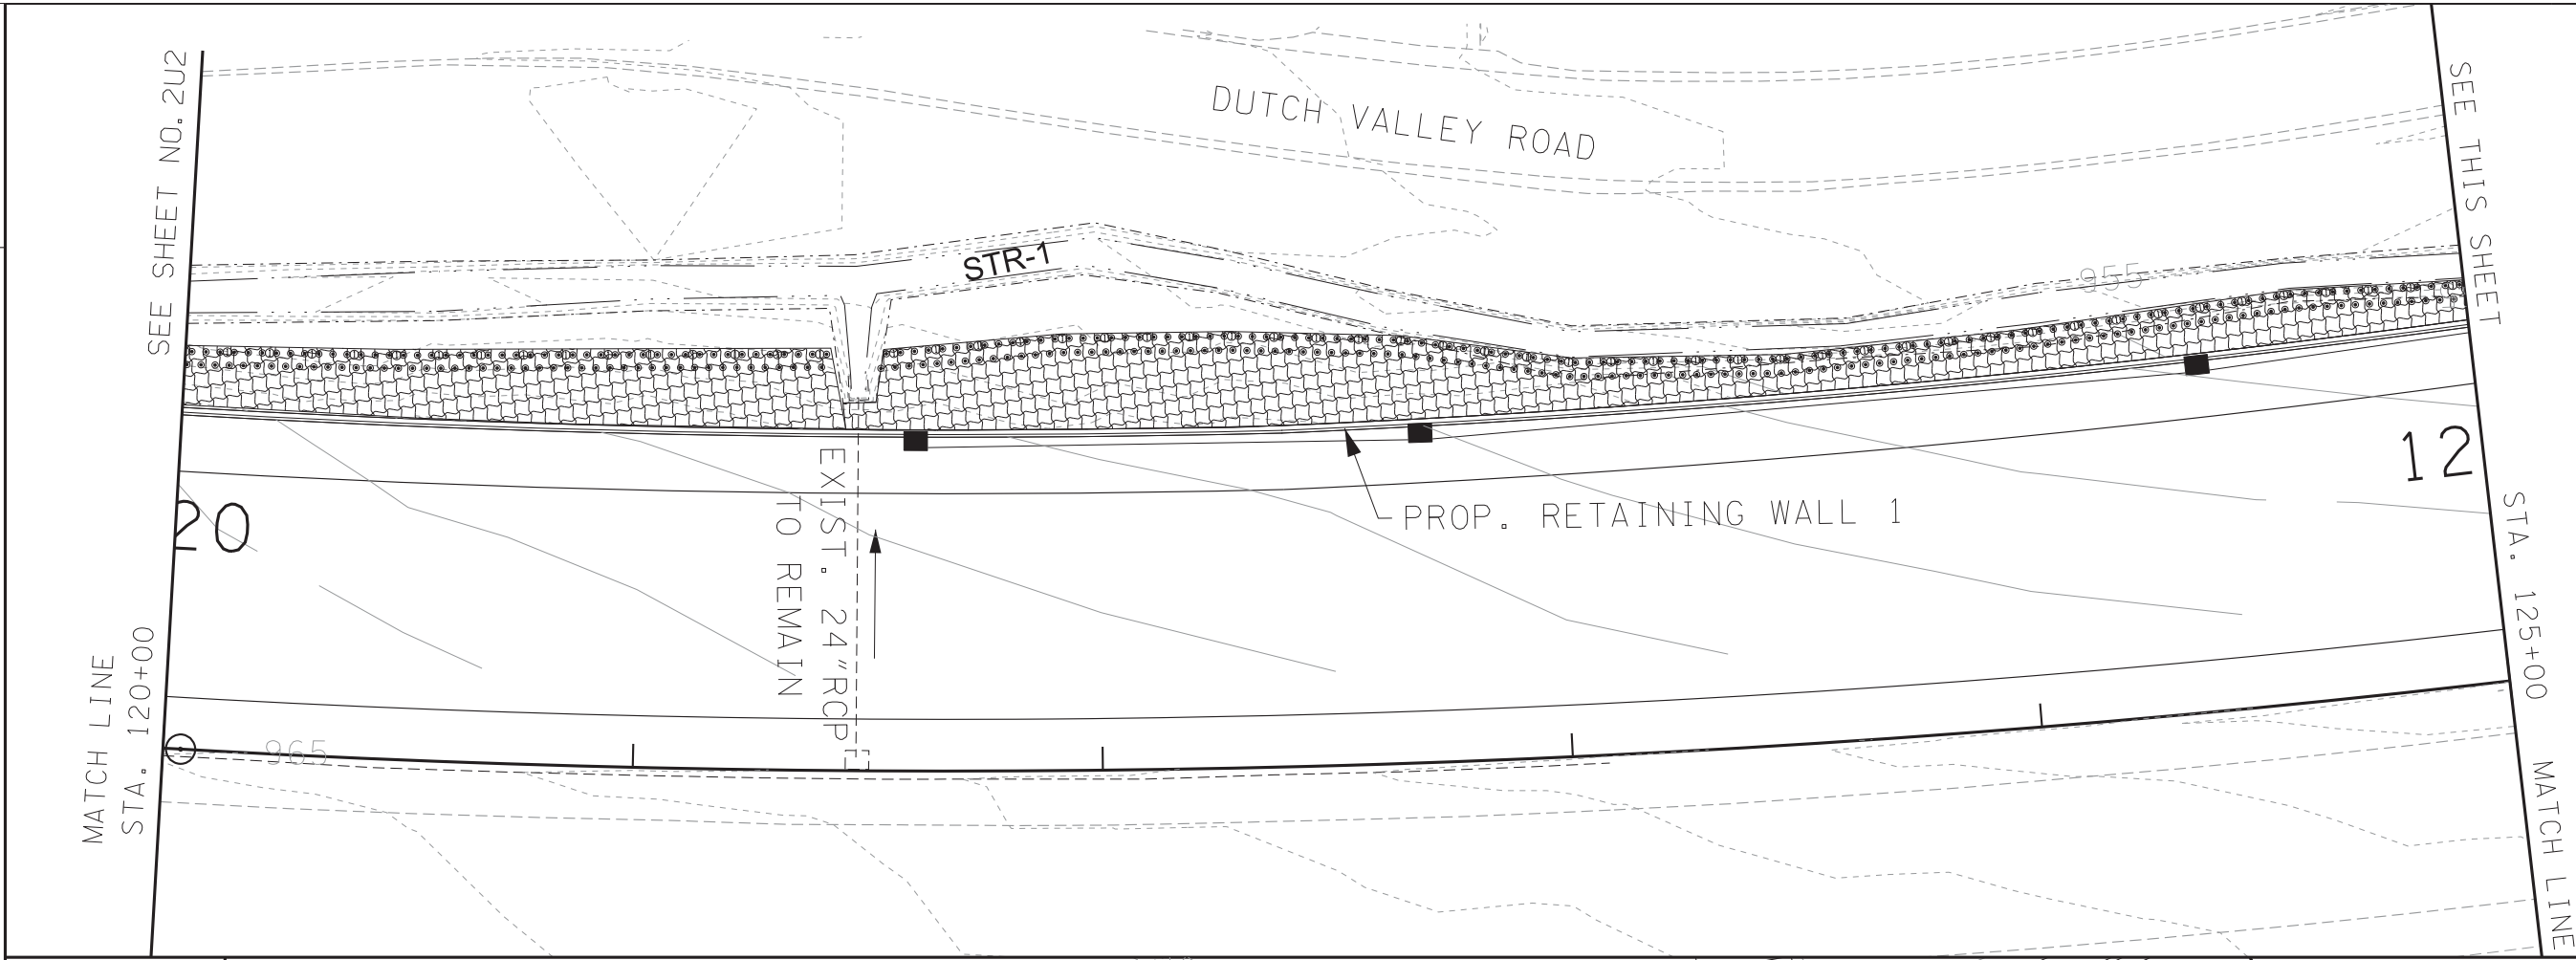 SEE SHEET NO. 2U2
DUTCH VALLEY ROAD
SEE THIS SHEET
STR-1
955
12
20
PROP. RETAINING WALL 1
EXIST. 24"RCP
TO REMAIN
MATCH LINE
STA. 120+00
965
STA. 125+00
MATCH LINE